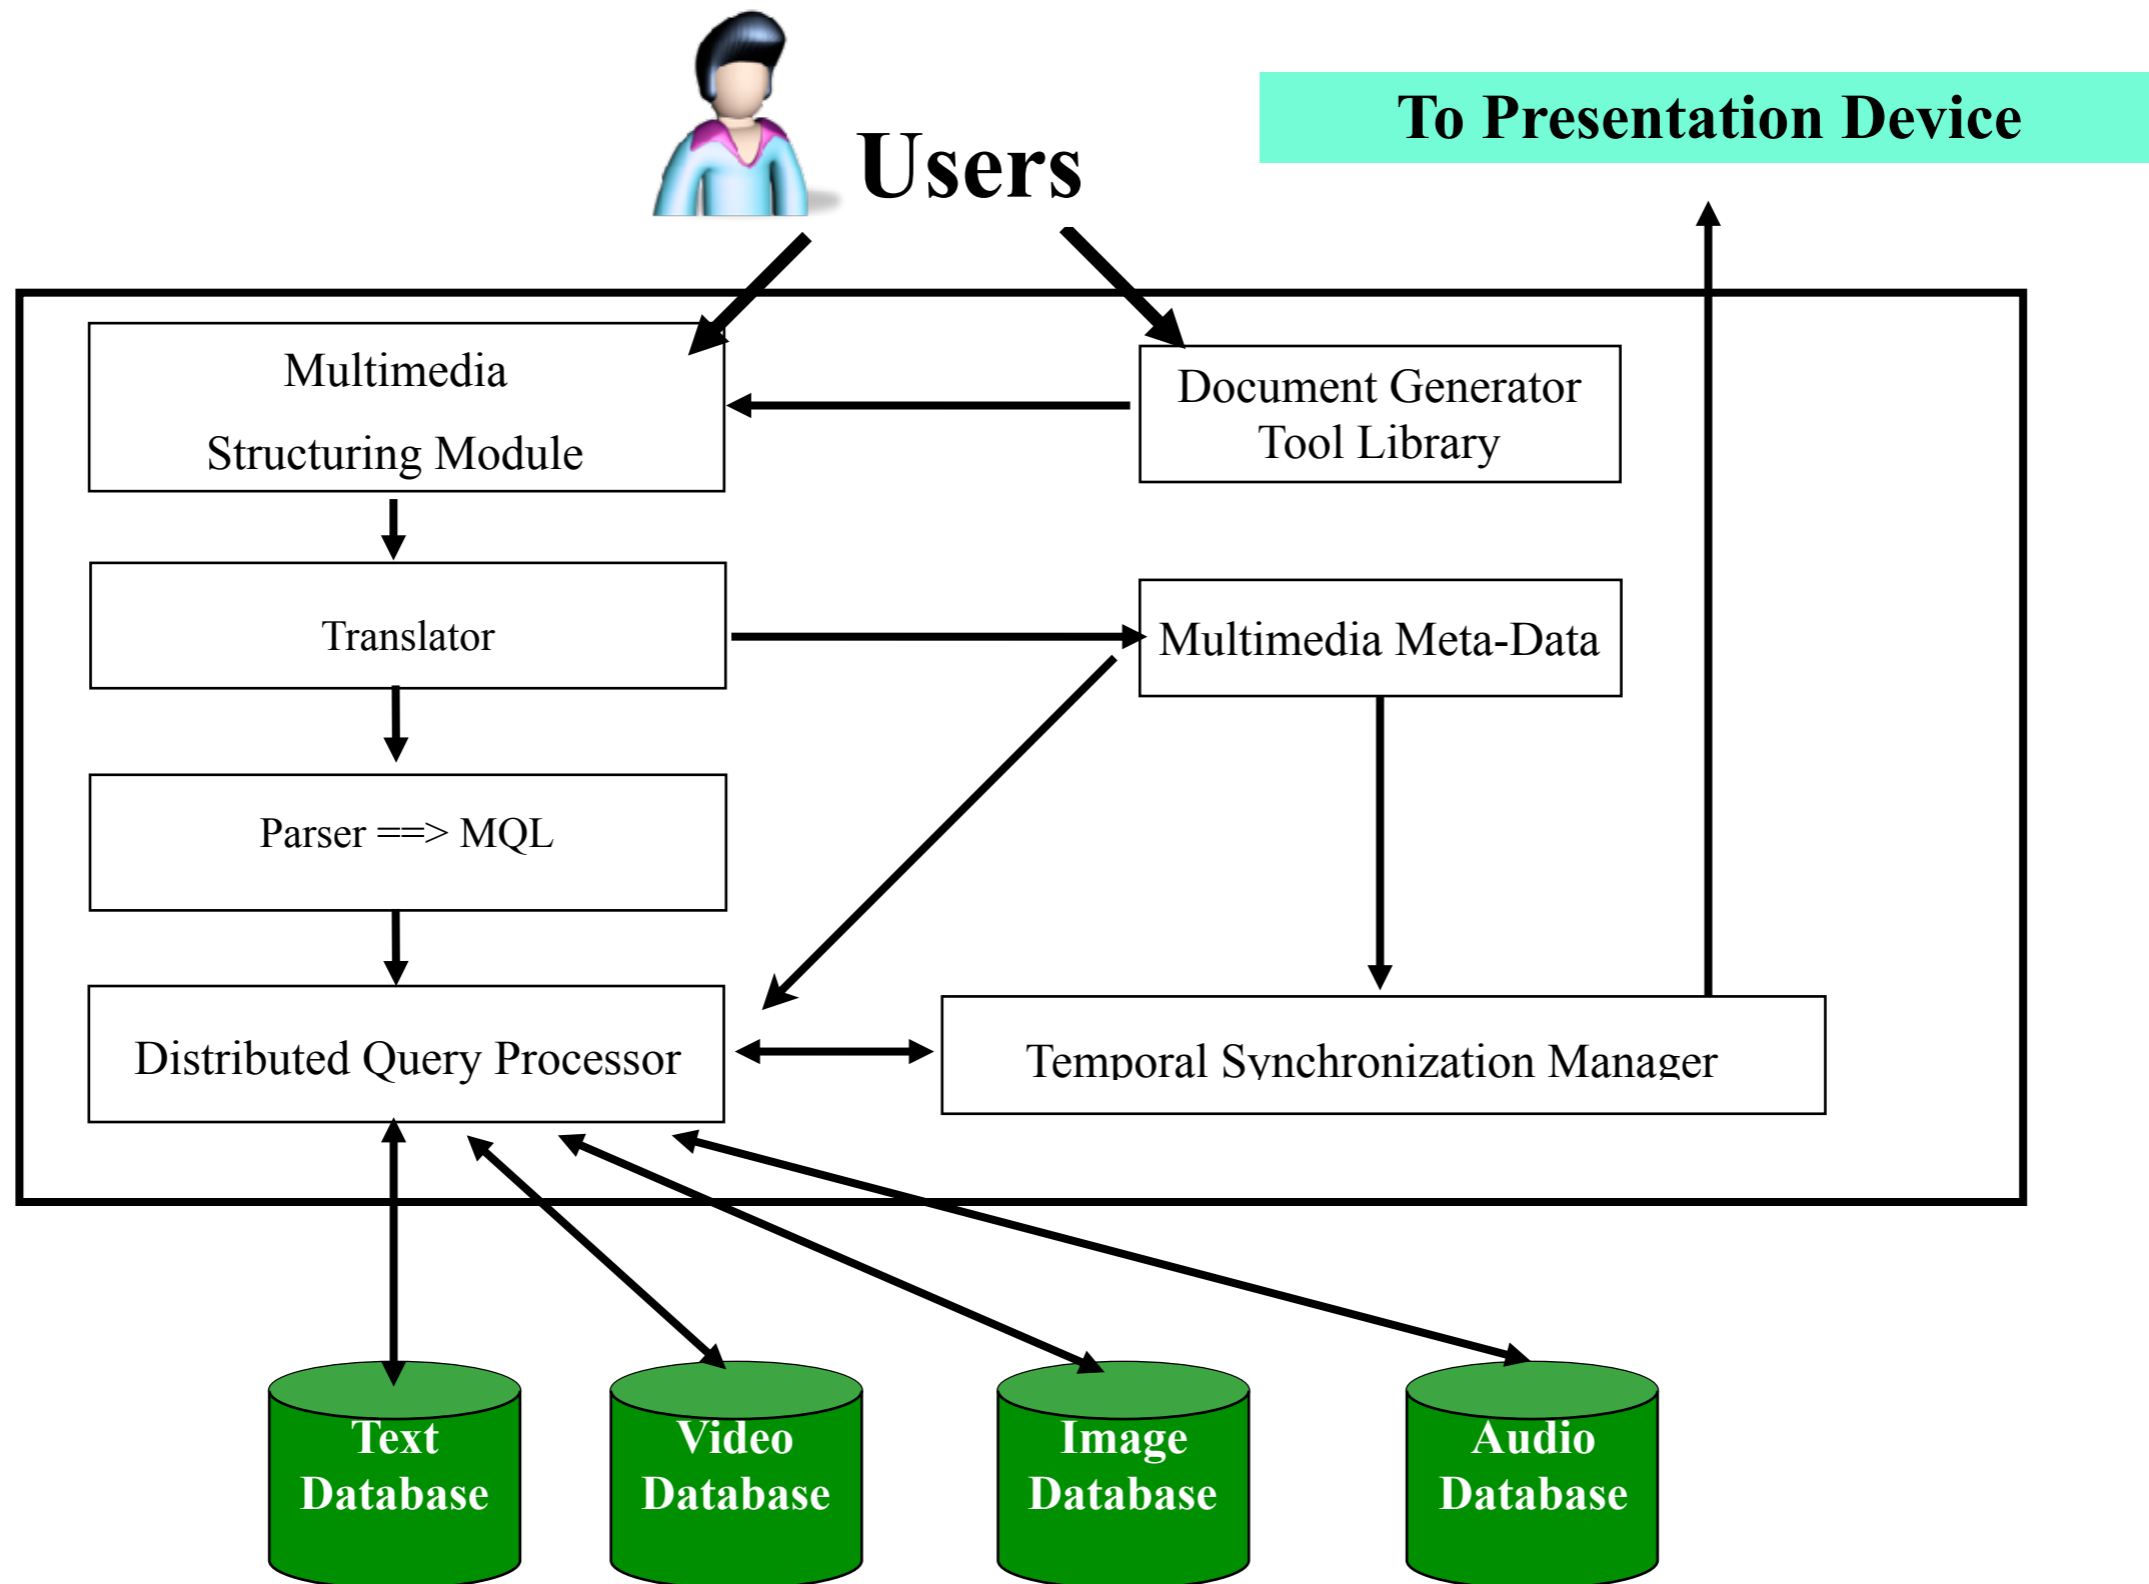 Users
To Presentation Device
Multimedia
Structuring Module
Document Generator
Tool Library
Translator
Multimedia Meta-Data
Parser ==> MQL
Distributed Query Processor
Temporal Synchronization Manager
Text
Database
Video
Database
Image
Database
Audio
Database